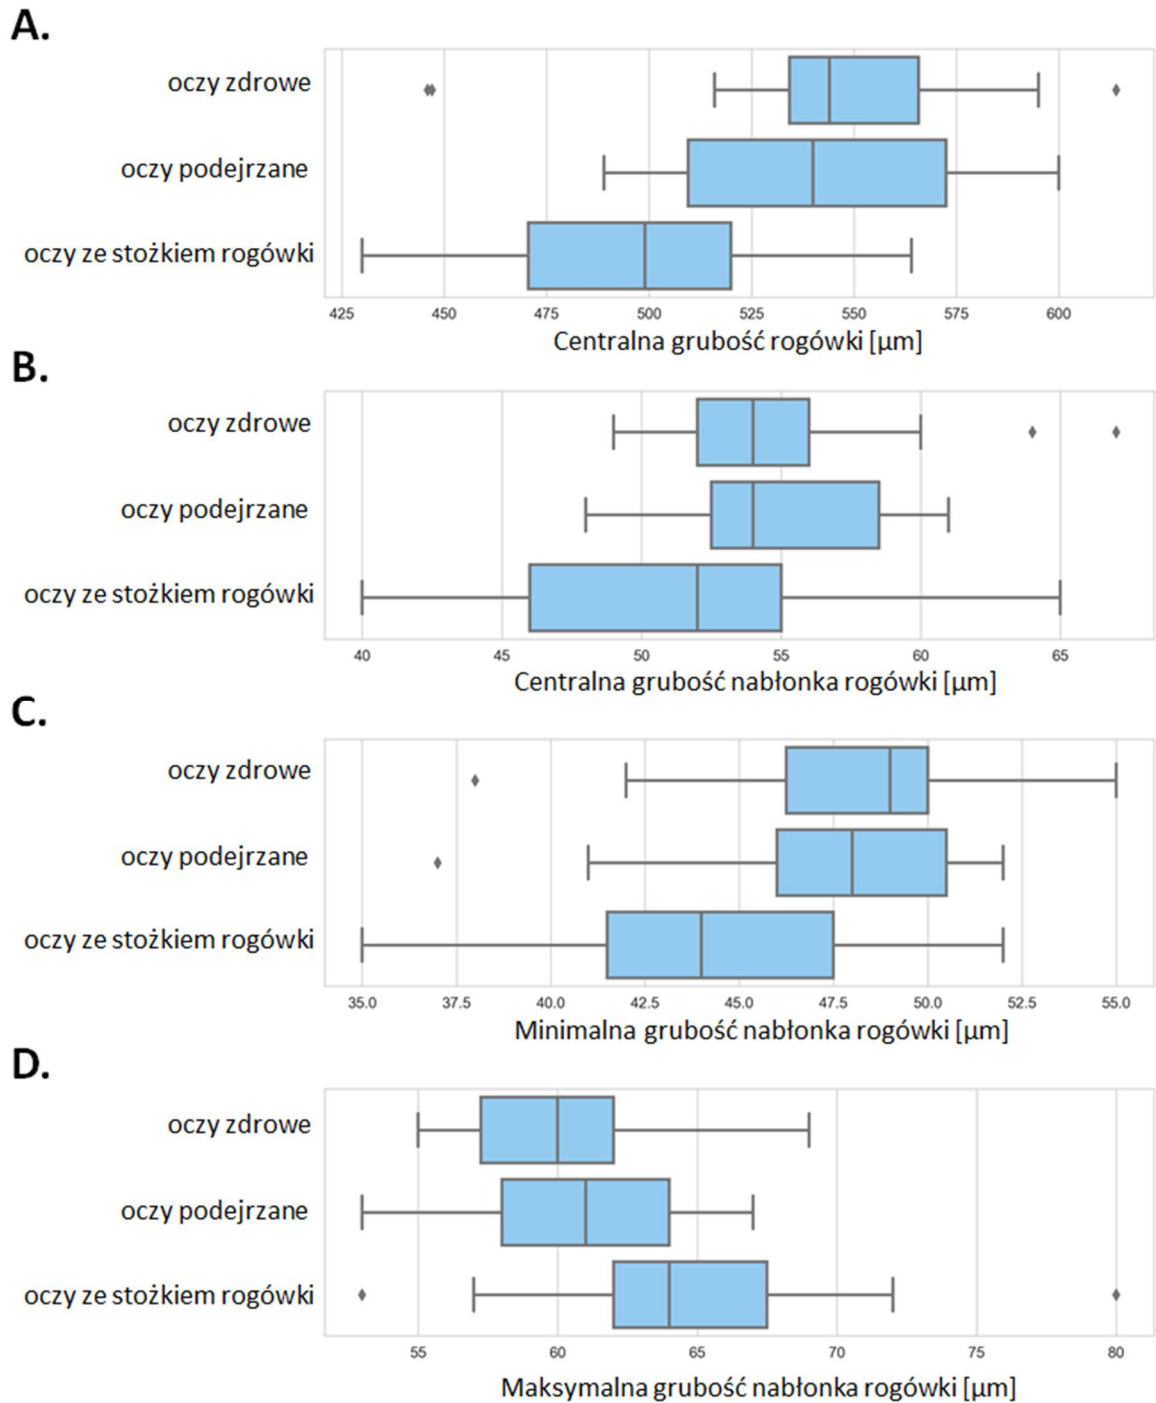 A.
oczy zdrowe
oczy podejrzane
oczy ze stożkiem rogówki
425 450 475 500 525 550 575 600
Centralna grubość rogówki [µm]
B.
oczy zdrowe
oczy podejrzane
oczy ze stożkiem rogówki
40 45 50 55 60 65
Centralna grubość nabłonka rogówki [µm]
C.
oczy zdrowe
oczy podejrzane
oczy ze stożkiem rogówki
35.0 37.5 40.0 42.5 45.0 47.5 50.0 52.5 55.0
Minimalna grubość nabłonka rogówki [µm]
D.
oczy zdrowe
oczy podejrzane
oczy ze stożkiem rogówki
55 60 65 70 75 80
Maksymalna grubość nabłonka rogówki [µm]